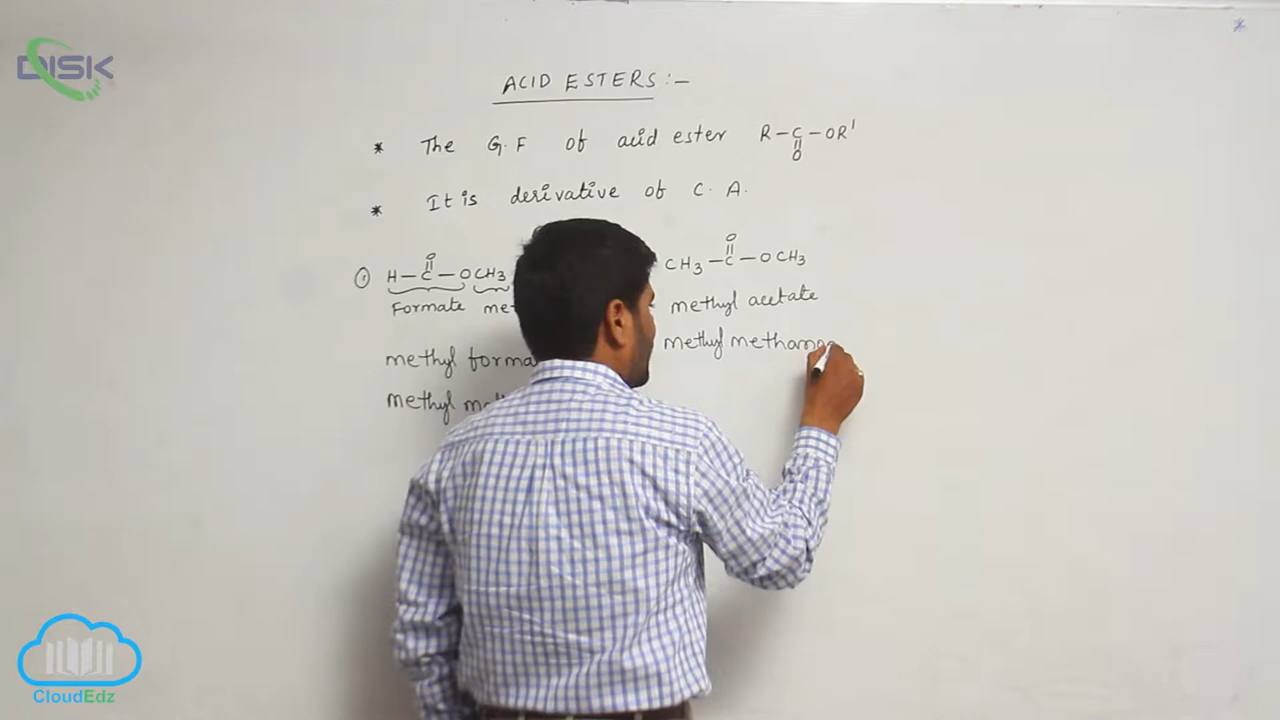 DISK
ACID ESTERS :-
* The G.F of acid ester R-C-OR'
O
* It is derivative of C. A.
O O
① H-C-OCH3 CH3-C-OCH3
Formate methyl acetate
methyl methano
methyl
methyl
CloudEdz